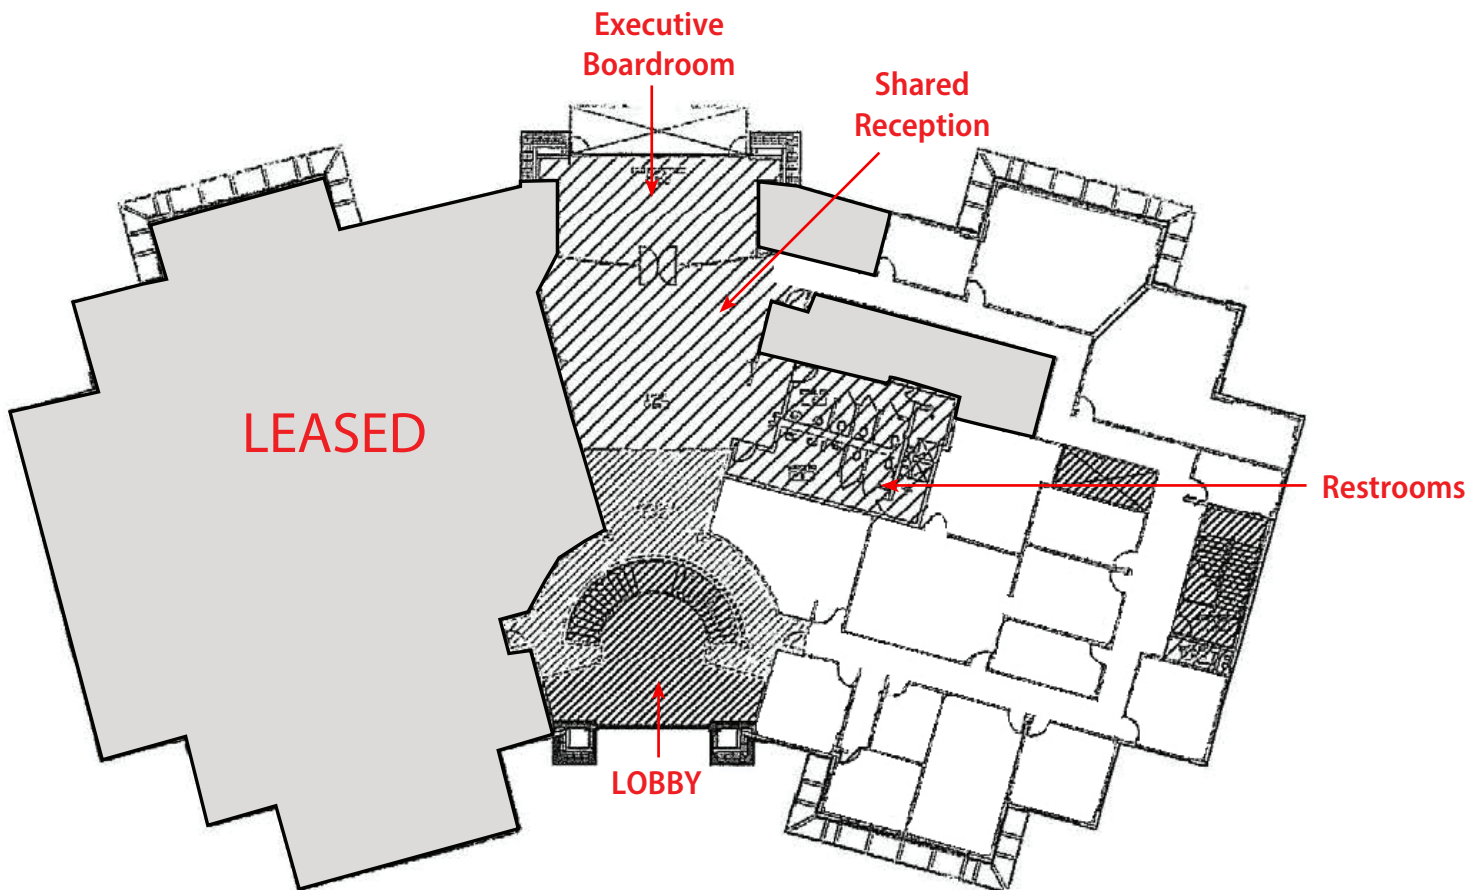 Executive
Boardroom
Shared
Reception
LEASED
Restrooms
LOBBY